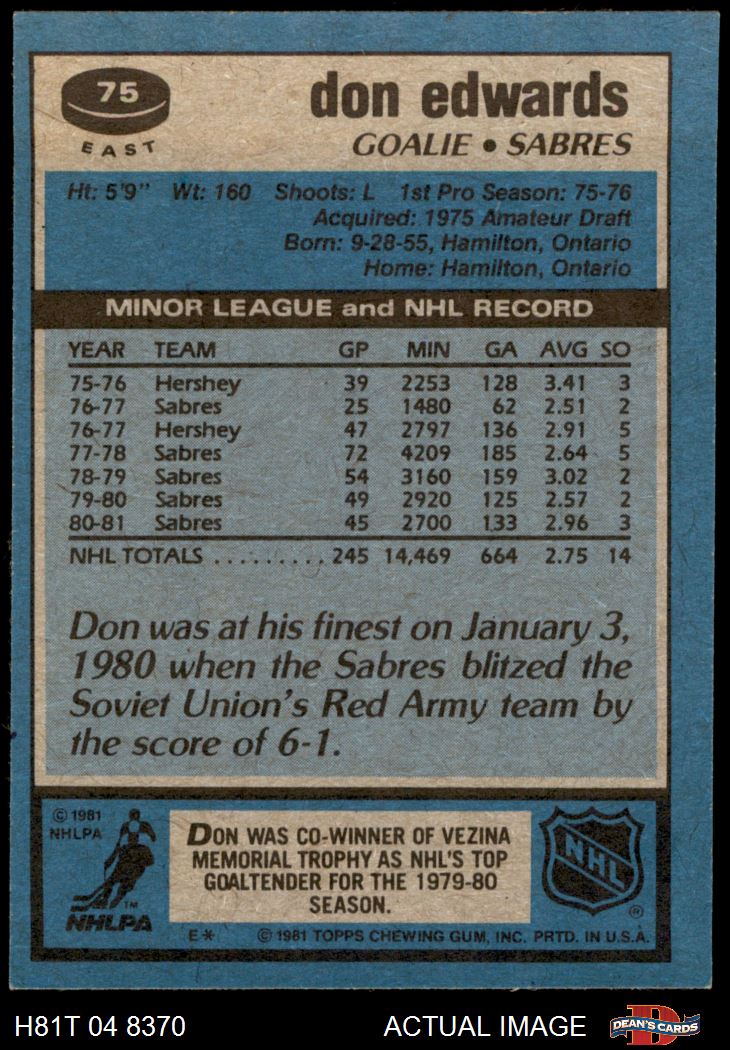 75
EAST
don edwards
GOALIE • SABRES
Ht: 5'9" Wt: 160 Shoots: L 1st Pro Season: 75-76
Acquired: 1975 Amateur Draft
Born: 9-28-55, Hamilton, Ontario
Home: Hamilton, Ontario
MINOR LEAGUE and NHL RECORD
YEAR TEAM GP MIN GA AVG SO
75-76 Hershey 39 2253 128 3.41 3
76-77 Sabres 25 1480 62 2.51 2
76-77 Hershey 47 2797 136 2.91 5
77-78 Sabres 72 4209 185 2.64 5
78-79 Sabres 54 3160 159 3.02 2
79-80 Sabres 49 2920 125 2.57 2
80-81 Sabres 45 2700 133 2.96 3
NHL TOTALS .......... 245 14,469 664 2.75 14
Don was at his finest on January 3,
1980 when the Sabres blitzed the
Soviet Union's Red Army team by
the score of 6-1.
© 1981
NHLPA
TM
NHLPA
DON WAS CO-WINNER OF VEZINA
MEMORIAL TROPHY AS NHL'S TOP
GOALTENDER FOR THE 1979-80
SEASON.
NHL
®
E* © 1981 TOPPS CHEWING GUM, INC. PRTD. IN U.S.A.
H81T 04 8370 ACTUAL IMAGE
D
DEAN'S CARDS